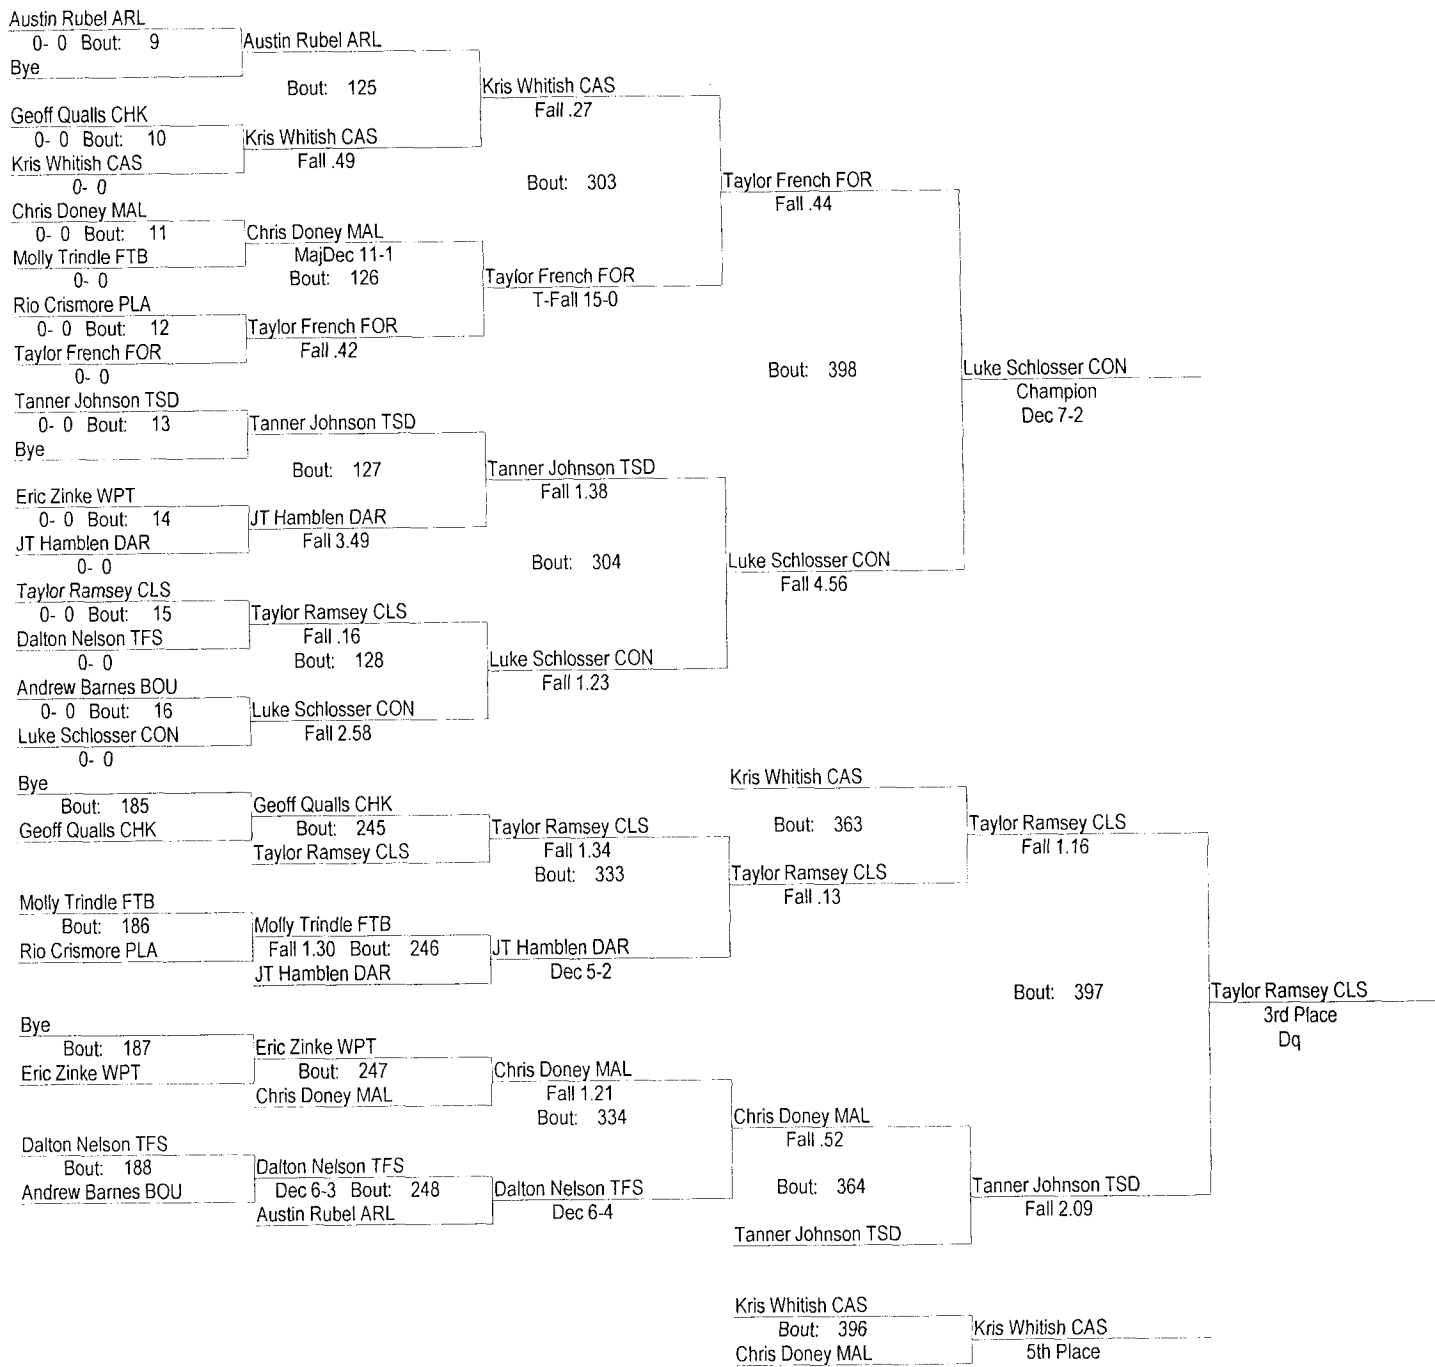 Austin Rubel ARL
0- 0 Bout: 9
Bye
Austin Rubel ARL
Bout: 125
Geoff Qualls CHK
0- 0 Bout: 10
Kris Whitish CAS
0- 0
Kris Whitish CAS
Fall .49
Kris Whitish CAS
Fall .27
Bout: 303
Chris Doney MAL
0- 0 Bout: 11
Molly Trindle FTB
0- 0
Chris Doney MAL
MajDec 11-1
Bout: 126
Rio Crismore PLA
0- 0 Bout: 12
Taylor French FOR
0- 0
Taylor French FOR
Fall .42
Taylor French FOR
T-Fall 15-0
Taylor French FOR
Fall .44
Bout: 398
Tanner Johnson TSD
0- 0 Bout: 13
Bye
Tanner Johnson TSD
Bout: 127
Eric Zinke WPT
0- 0 Bout: 14
JT Hamblen DAR
0- 0
JT Hamblen DAR
Fall 3.49
Tanner Johnson TSD
Fall 1.38
Bout: 304
Taylor Ramsey CLS
0- 0 Bout: 15
Dalton Nelson TFS
0- 0
Taylor Ramsey CLS
Fall .16
Bout: 128
Andrew Barnes BOU
0- 0 Bout: 16
Luke Schlosser CON
0- 0
Luke Schlosser CON
Fall 2.58
Luke Schlosser CON
Fall 1.23
Luke Schlosser CON
Fall 4.56
Luke Schlosser CON
Champion
Dec 7-2
Bye
Bout: 185
Geoff Qualls CHK
Geoff Qualls CHK
Bout: 245
Taylor Ramsey CLS
Taylor Ramsey CLS
Fall 1.34
Bout: 333
Molly Trindle FTB
Bout: 186
Rio Crismore PLA
Molly Trindle FTB
Fall 1.30 Bout: 246
JT Hamblen DAR
JT Hamblen DAR
Dec 5-2
Kris Whitish CAS
Bout: 363
Taylor Ramsey CLS
Fall .13
Taylor Ramsey CLS
Fall 1.16
Bout: 397
Bye
Bout: 187
Eric Zinke WPT
Eric Zinke WPT
Bout: 247
Chris Doney MAL
Chris Doney MAL
Fall 1.21
Bout: 334
Dalton Nelson TFS
Bout: 188
Andrew Barnes BOU
Dalton Nelson TFS
Dec 6-3 Bout: 248
Austin Rubel ARL
Dalton Nelson TFS
Dec 6-4
Chris Doney MAL
Fall .52
Bout: 364
Tanner Johnson TSD
Tanner Johnson TSD
Fall 2.09
Taylor Ramsey CLS
3rd Place
Dq
Kris Whitish CAS
Bout: 396
Chris Doney MAL
Kris Whitish CAS
5th Place